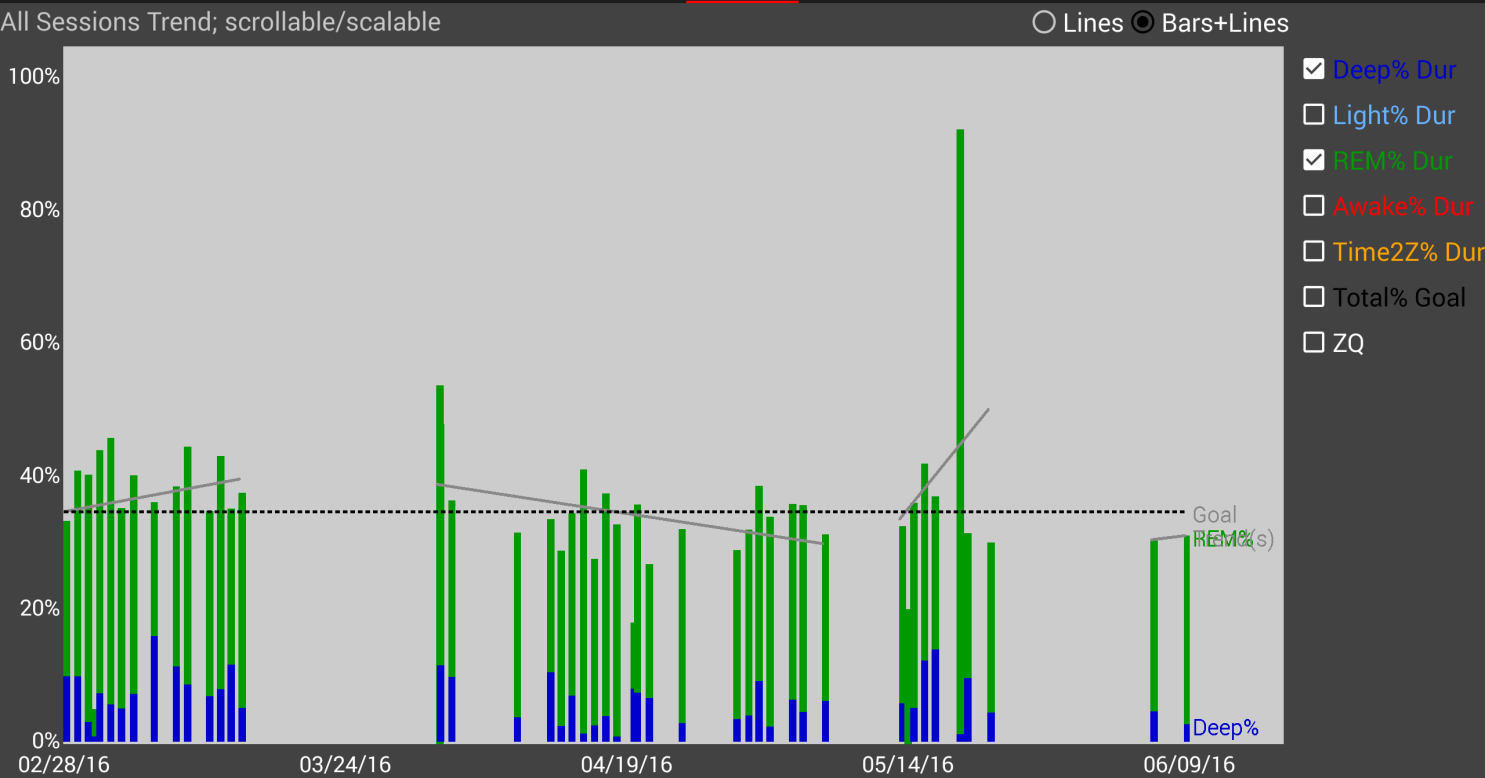 All Sessions Trend; scrollable/scalable
Lines Bars+Lines
100%
80%
60%
40%
20%
0%
Deep% Dur
Light% Dur
REM% Dur
Awake% Dur
Time2Z% Dur
Total% Goal
ZQ
Goal
REM%
Trend(s)
Deep%
02/28/16 03/24/16 04/19/16 05/14/16 06/09/16